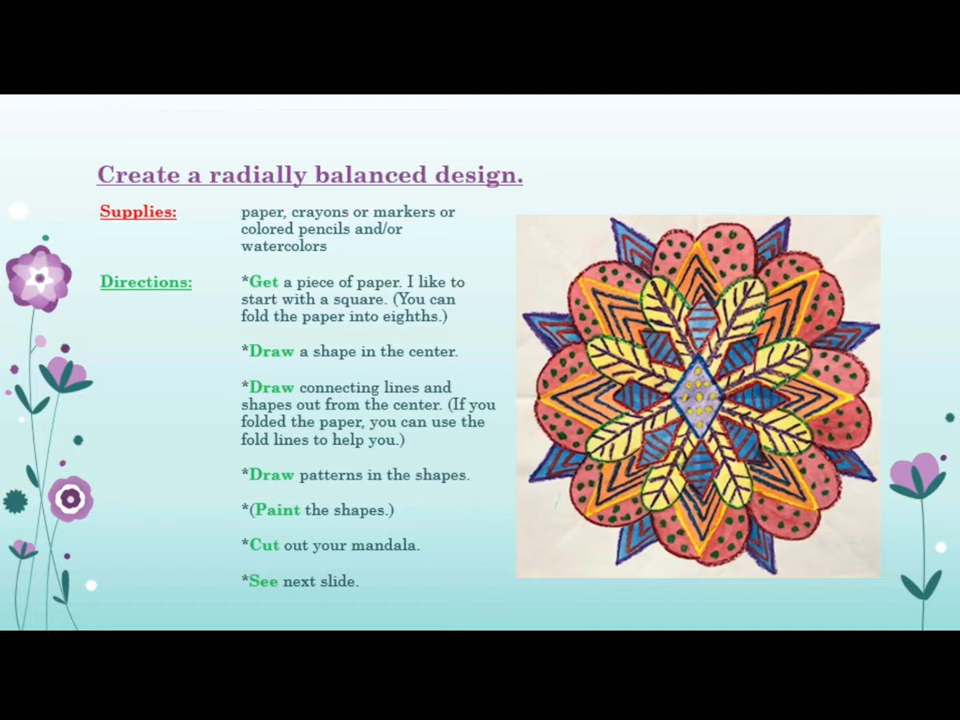 Create a radially balanced design.
Supplies: paper, crayons or markers or
colored pencils and/or
watercolors
Directions: *Get a piece of paper. I like to
start with a square. (You can
fold the paper into eighths.)
*Draw a shape in the center.
*Draw connecting lines and
shapes out from the center. (If you
folded the paper, you can use the
fold lines to help you.)
*Draw patterns in the shapes.
*(Paint the shapes.)
*Cut out your mandala.
*See next slide.